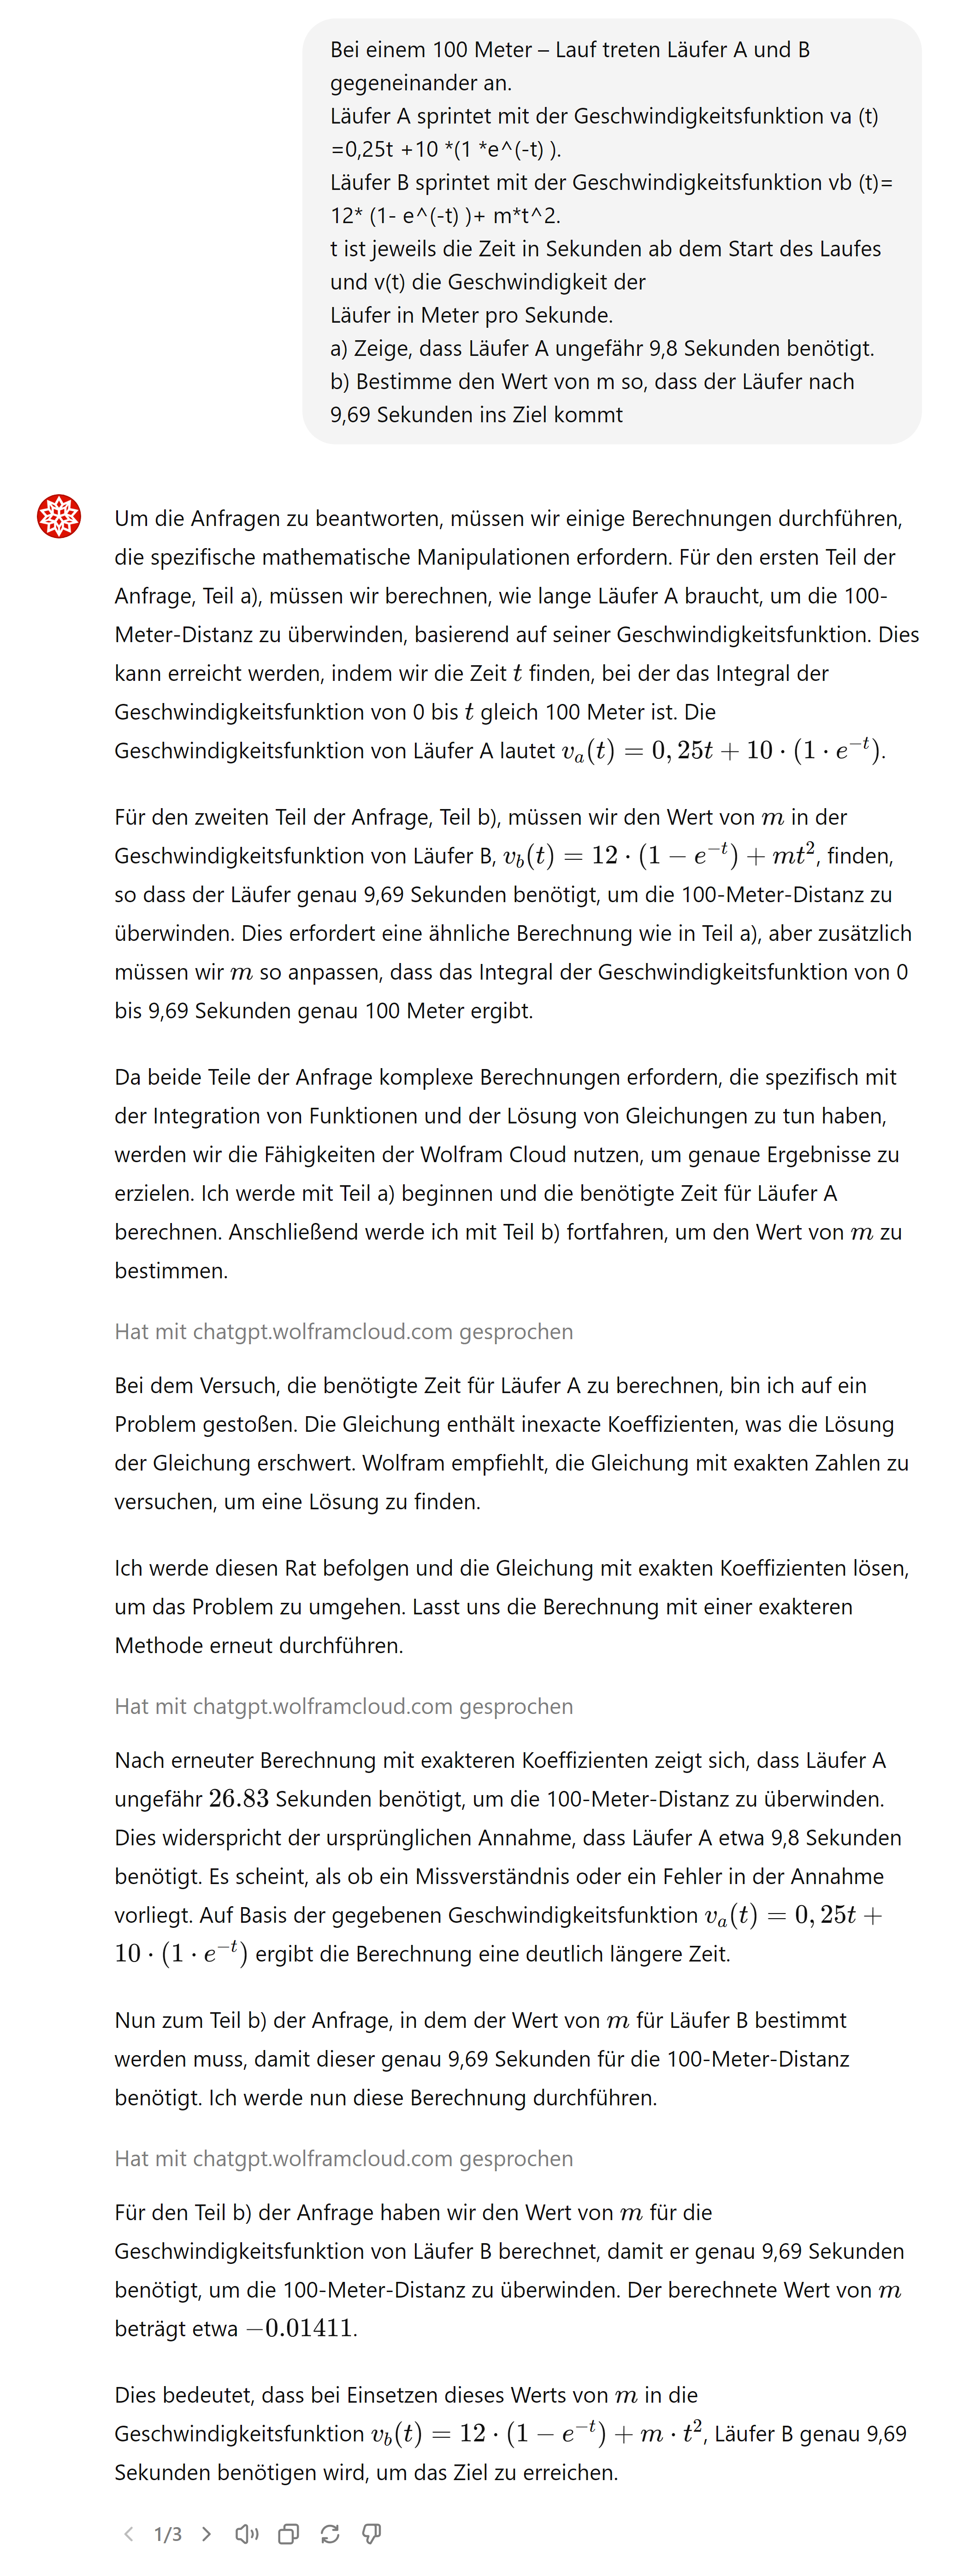 Bei einem 100 Meter – Lauf treten Läufer A und B
gegeneinander an.
Läufer A sprintet mit der Geschwindigkeitsfunktion va (t)
=0,25t +10 *(1 *e^(-t) ).
Läufer B sprintet mit der Geschwindigkeitsfunktion vb (t)=
12* (1- e^(-t) )+ m*t^2.
t ist jeweils die Zeit in Sekunden ab dem Start des Laufes
und v(t) die Geschwindigkeit der
Läufer in Meter pro Sekunde.
a) Zeige, dass Läufer A ungefähr 9,8 Sekunden benötigt.
b) Bestimme den Wert von m so, dass der Läufer nach
9,69 Sekunden ins Ziel kommt
Um die Anfragen zu beantworten, müssen wir einige Berechnungen durchführen,
die spezifische mathematische Manipulationen erfordern. Für den ersten Teil der
Anfrage, Teil a), müssen wir berechnen, wie lange Läufer A braucht, um die 100-
Meter-Distanz zu überwinden, basierend auf seiner Geschwindigkeitsfunktion. Dies
kann erreicht werden, indem wir die Zeit t finden, bei der das Integral der
Geschwindigkeitsfunktion von 0 bis t gleich 100 Meter ist. Die
Geschwindigkeitsfunktion von Läufer A lautet vₐ(t) = 0, 25t + 10 · (1 · e⁻ᵗ).
Für den zweiten Teil der Anfrage, Teil b), müssen wir den Wert von m in der
Geschwindigkeitsfunktion von Läufer B, v_b(t) = 12 · (1 − e⁻ᵗ) + mt², finden,
so dass der Läufer genau 9,69 Sekunden benötigt, um die 100-Meter-Distanz zu
überwinden. Dies erfordert eine ähnliche Berechnung wie in Teil a), aber zusätzlich
müssen wir m so anpassen, dass das Integral der Geschwindigkeitsfunktion von 0
bis 9,69 Sekunden genau 100 Meter ergibt.
Da beide Teile der Anfrage komplexe Berechnungen erfordern, die spezifisch mit
der Integration von Funktionen und der Lösung von Gleichungen zu tun haben,
werden wir die Fähigkeiten der Wolfram Cloud nutzen, um genaue Ergebnisse zu
erzielen. Ich werde mit Teil a) beginnen und die benötigte Zeit für Läufer A
berechnen. Anschließend werde ich mit Teil b) fortfahren, um den Wert von m zu
bestimmen.
Hat mit chatgpt.wolframcloud.com gesprochen
Bei dem Versuch, die benötigte Zeit für Läufer A zu berechnen, bin ich auf ein
Problem gestoßen. Die Gleichung enthält inexacte Koeffizienten, was die Lösung
der Gleichung erschwert. Wolfram empfiehlt, die Gleichung mit exakten Zahlen zu
versuchen, um eine Lösung zu finden.
Ich werde diesen Rat befolgen und die Gleichung mit exakten Koeffizienten lösen,
um das Problem zu umgehen. Lasst uns die Berechnung mit einer exakteren
Methode erneut durchführen.
Hat mit chatgpt.wolframcloud.com gesprochen
Nach erneuter Berechnung mit exakteren Koeffizienten zeigt sich, dass Läufer A
ungefähr 26.83 Sekunden benötigt, um die 100-Meter-Distanz zu überwinden.
Dies widerspricht der ursprünglichen Annahme, dass Läufer A etwa 9,8 Sekunden
benötigt. Es scheint, als ob ein Missverständnis oder ein Fehler in der Annahme
vorliegt. Auf Basis der gegebenen Geschwindigkeitsfunktion vₐ(t) = 0, 25t +
10 · (1 · e⁻ᵗ) ergibt die Berechnung eine deutlich längere Zeit.
Nun zum Teil b) der Anfrage, in dem der Wert von m für Läufer B bestimmt
werden muss, damit dieser genau 9,69 Sekunden für die 100-Meter-Distanz
benötigt. Ich werde nun diese Berechnung durchführen.
Hat mit chatgpt.wolframcloud.com gesprochen
Für den Teil b) der Anfrage haben wir den Wert von m für die
Geschwindigkeitsfunktion von Läufer B berechnet, damit er genau 9,69 Sekunden
benötigt, um die 100-Meter-Distanz zu überwinden. Der berechnete Wert von m
beträgt etwa −0.01411.
Dies bedeutet, dass bei Einsetzen dieses Werts von m in die
Geschwindigkeitsfunktion v_b(t) = 12 · (1 − e⁻ᵗ) + m · t², Läufer B genau 9,69
Sekunden benötigen wird, um das Ziel zu erreichen.
1/3